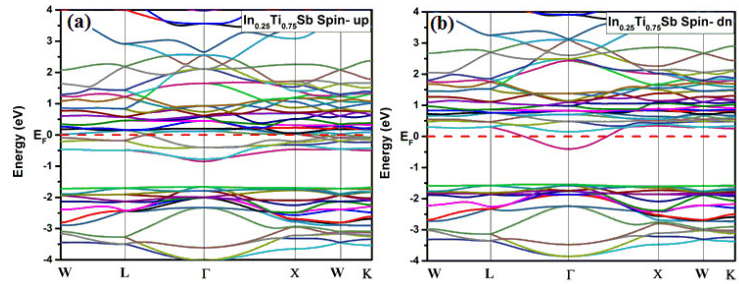 (a)
In0.25Ti0.75Sb Spin- up
Energy (eV)
4
3
2
1
EF
0
-1
-2
-3
-4
W L Γ X W K
(b)
In0.25Ti0.75Sb Spin- dn
Energy (eV)
4
3
2
1
EF
0
-1
-2
-3
-4
W L Γ X W K